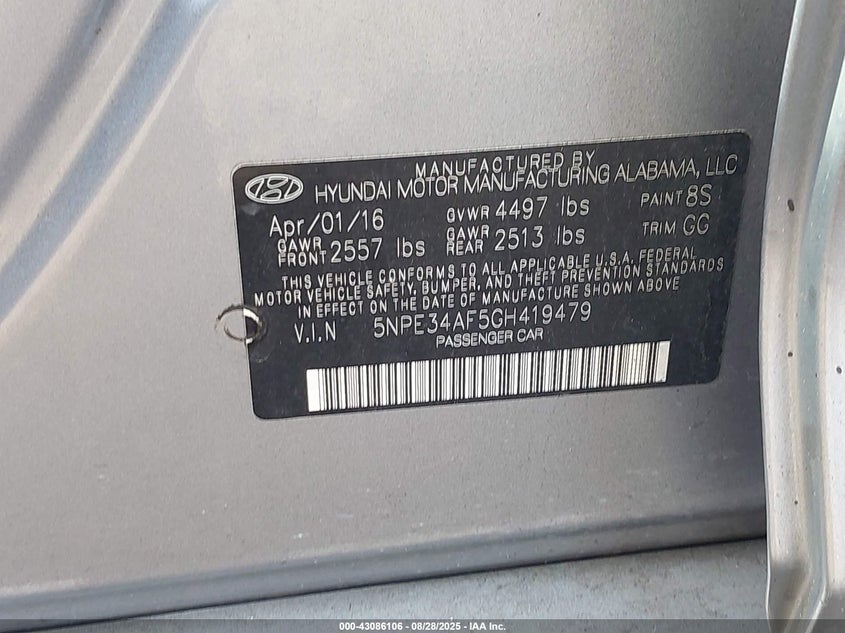 MANUFACTURED BY
HYUNDAI MOTOR MANUFACTURING ALABAMA, LLC
Apr/01/16 GVWR 4497 lbs PAINT 8S
GAWR FRONT 2557 lbs GAWR REAR 2513 lbs TRIM GG
THIS VEHICLE CONFORMS TO ALL APPLICABLE U.S.A. FEDERAL
MOTOR VEHICLE SAFETY, BUMPER, AND THEFT PREVENTION STANDARDS
IN EFFECT ON THE DATE OF MANUFACTURE SHOWN ABOVE
V.I.N 5NPE34AF5GH419479
PASSENGER CAR
000-43086106 - 08/28/2025 - IAA Inc.